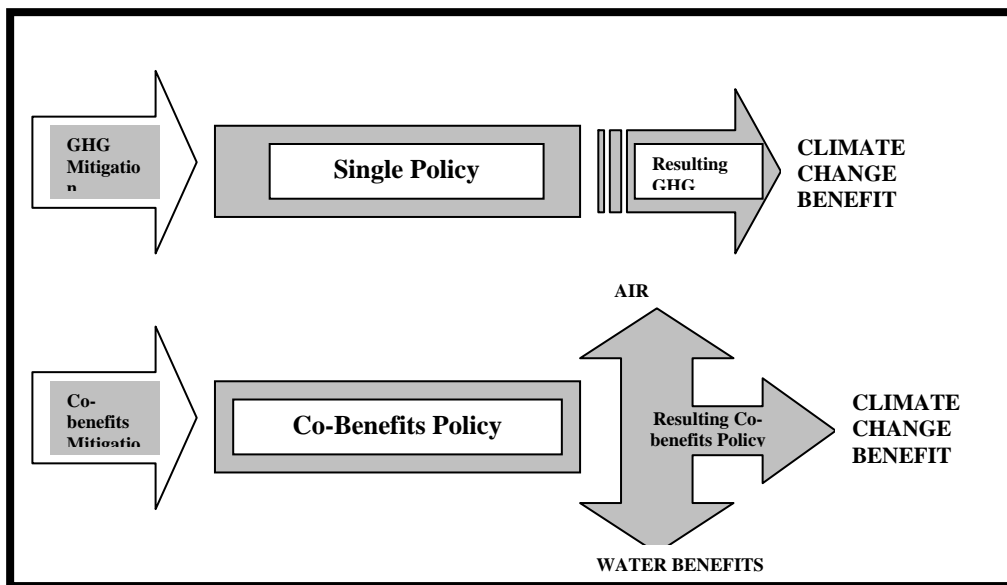 GHG
Mitigatio
n
Single Policy
Resulting
GHG
CLIMATE
CHANGE
BENEFIT
AIR
Co-
benefits
Mitigatio
Co-Benefits Policy
Resulting Co-
benefits Policy
CLIMATE
CHANGE
BENEFIT
WATER BENEFITS